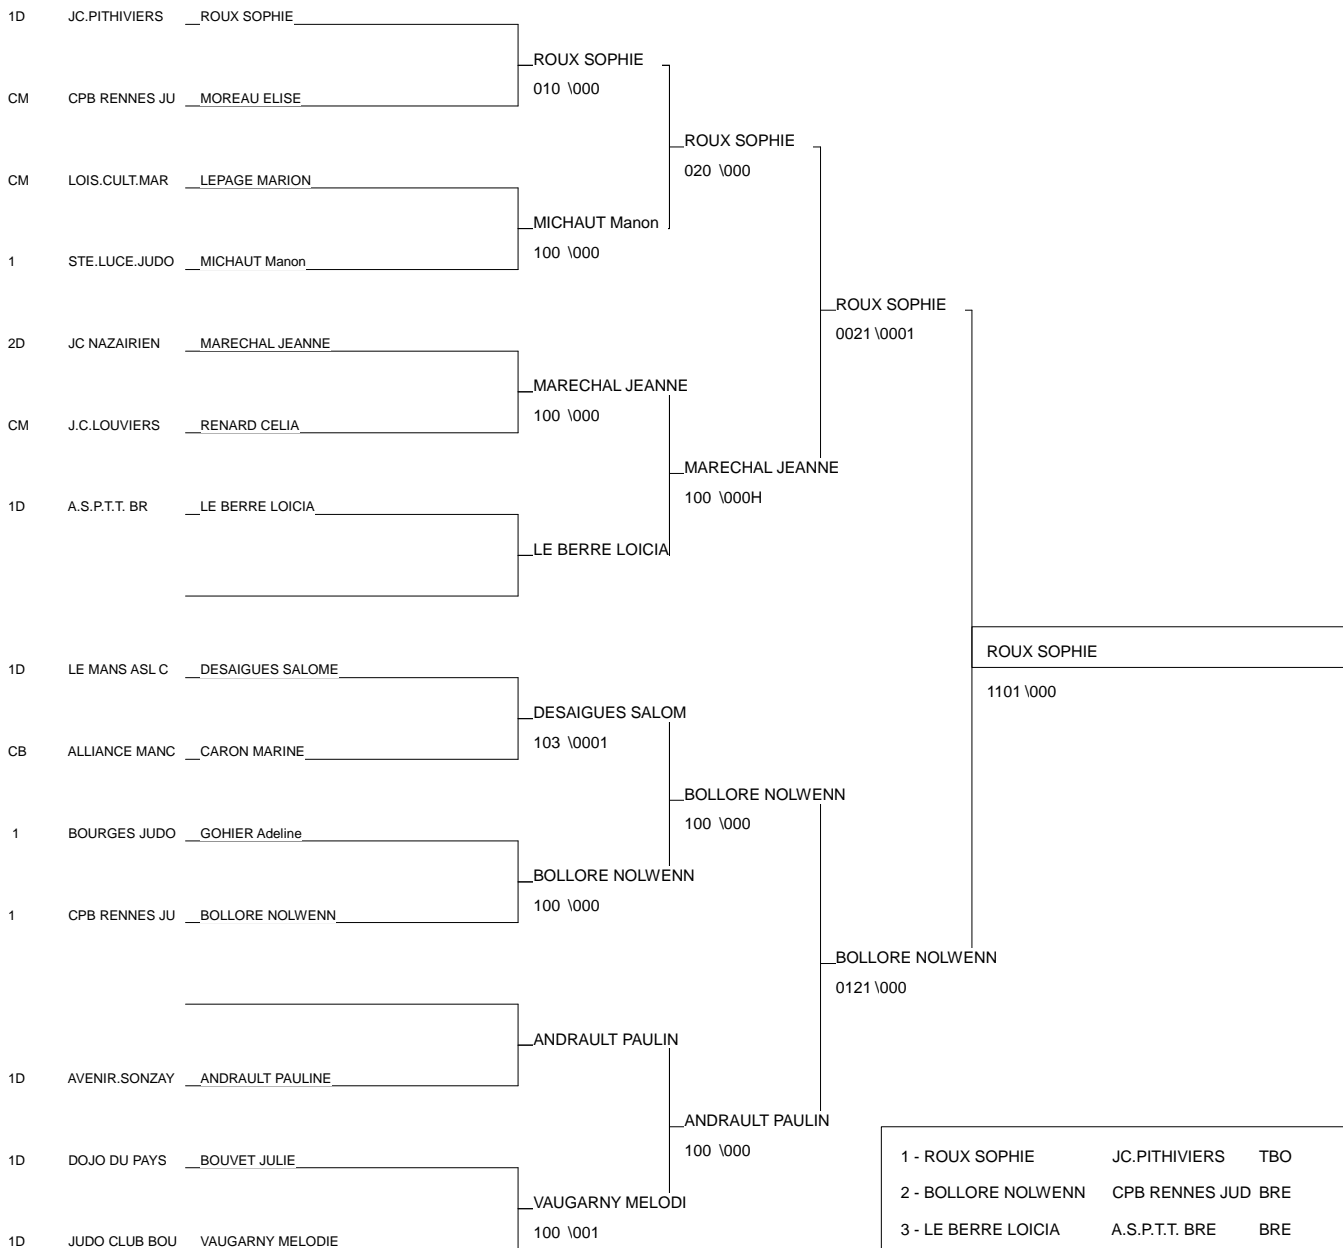 1D JC.PITHIVIERS ROUX SOPHIE
ROUX SOPHIE
010 \000
CM CPB RENNES JU MOREAU ELISE
ROUX SOPHIE
020 \000
CM LOIS.CULT.MAR LEPAGE MARION
MICHAUT Manon
100 \000
1 STE.LUCE.JUDO MICHAUT Manon
ROUX SOPHIE
0021 \0001
2D JC NAZAIRIEN MARECHAL JEANNE
MARECHAL JEANNE
100 \000
CM J.C.LOUVIERS RENARD CELIA
MARECHAL JEANNE
100 \000H
1D A.S.P.T.T. BR LE BERRE LOICIA
LE BERRE LOICIA
ROUX SOPHIE
1101 \000
1D LE MANS ASL C DESAIGUES SALOME
DESAIGUES SALOM
103 \0001
CB ALLIANCE MANC CARON MARINE
BOLLORE NOLWENN
100 \000
1 BOURGES JUDO GOHIER Adeline
BOLLORE NOLWENN
100 \000
1 CPB RENNES JU BOLLORE NOLWENN
BOLLORE NOLWENN
0121 \000
ANDRAULT PAULIN
1D AVENIR.SONZAY ANDRAULT PAULINE
ANDRAULT PAULIN
100 \000
1D DOJO DU PAYS BOUVET JULIE
VAUGARNY MELODI
100 \001
1D JUDO CLUB BOU VAUGARNY MELODIE
1 - ROUX SOPHIE JC.PITHIVIERS TBO
2 - BOLLORE NOLWENN CPB RENNES JUD BRE
3 - LE BERRE LOICIA A.S.P.T.T. BRE BRE